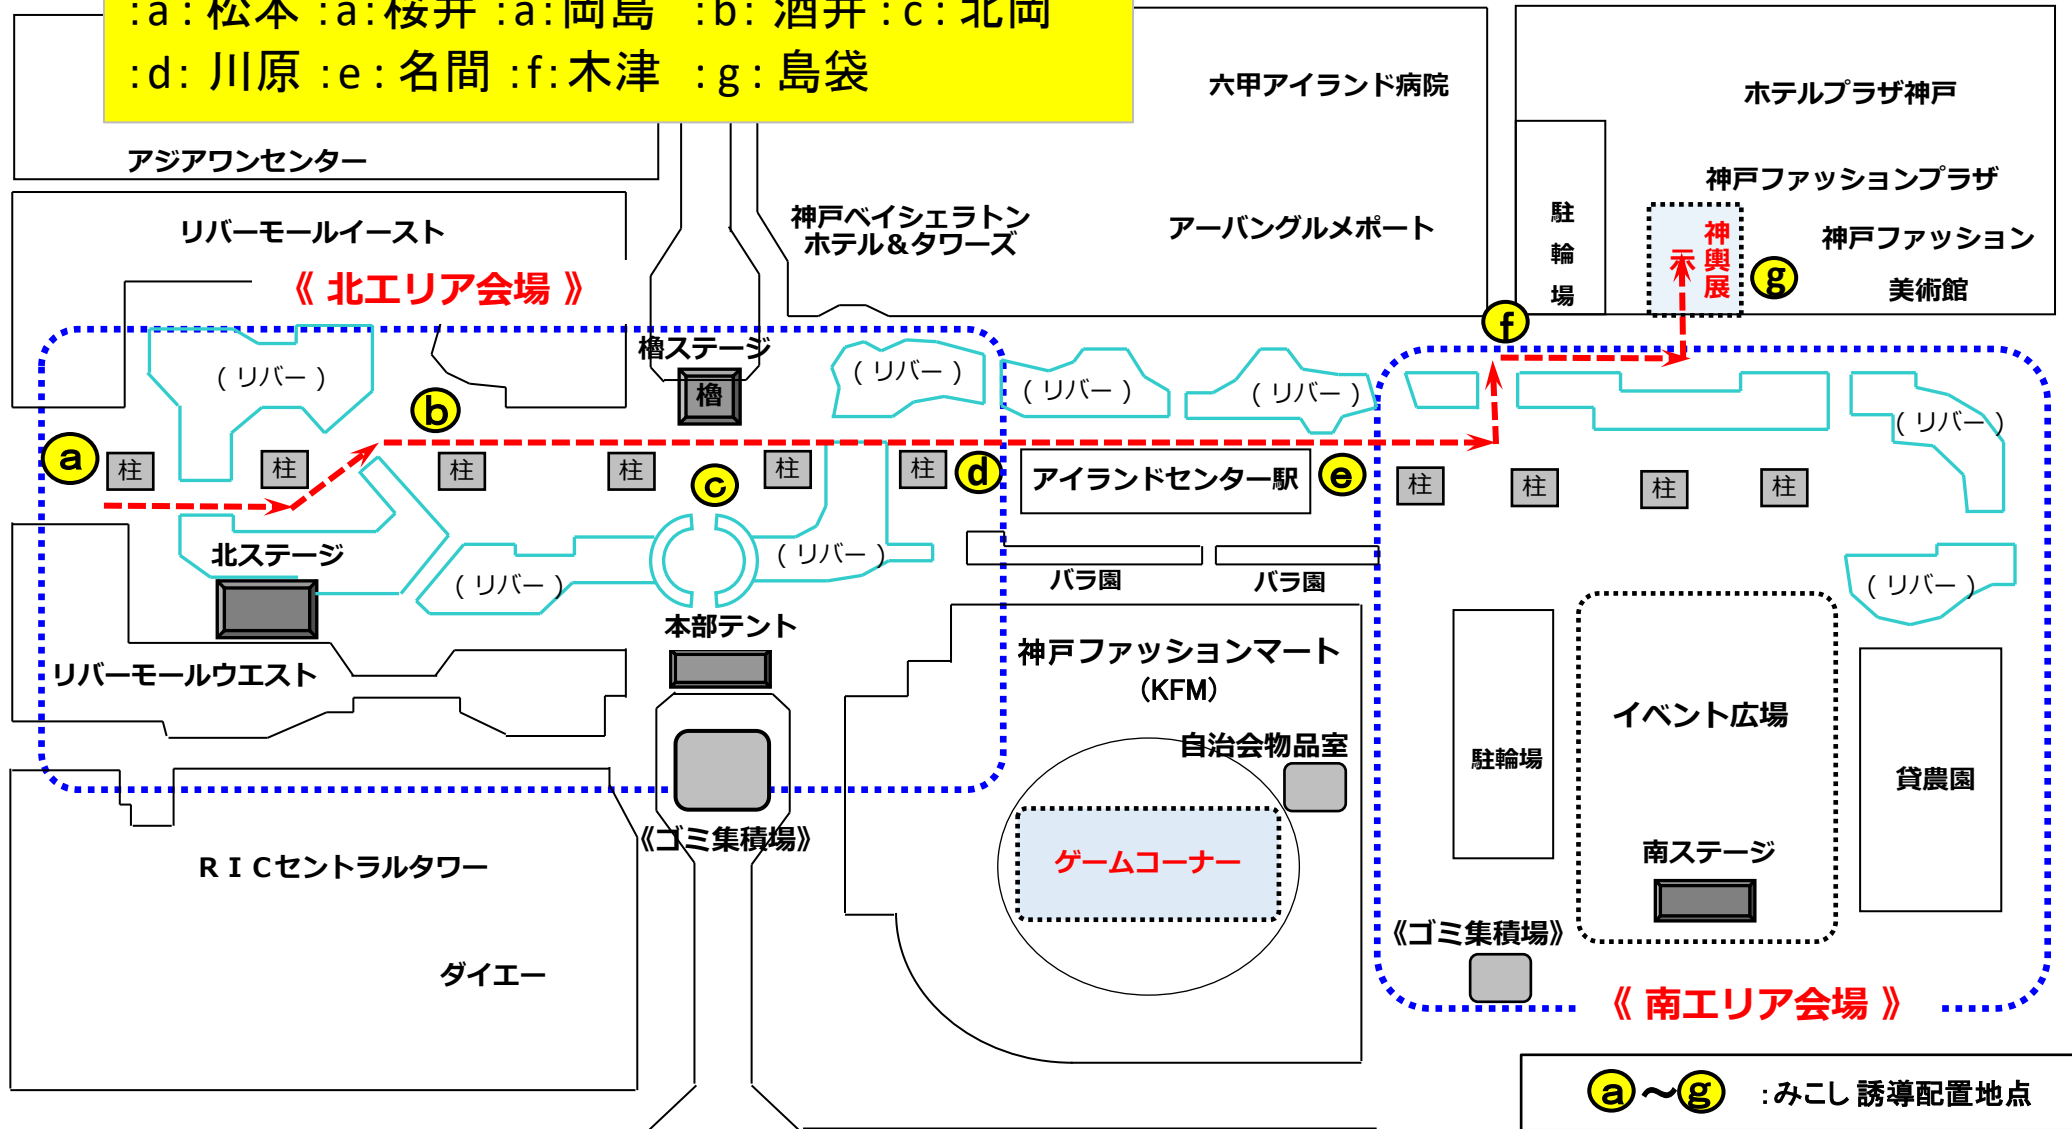 :a：松本 :a：桜井 :a：岡島 :b：酒井 :c：北岡
:d：川原 :e：名間 :f：木津 :g：島袋
六甲アイランド病院
ホテルプラザ神戸
アジアワンセンター
神戸ファッションプラザ
リバーモールイースト
神戸ベイシェラトン
ホテル＆タワーズ
アーバングルメポート
駐輪場
神輿展示
神戸ファッション
美術館
g
《 北エリア会場 》
f
櫓ステージ
櫓
（リバー）
（リバー）
（リバー）
（リバー）
（リバー）
b
a
柱
柱
柱
柱
c
柱
柱
d
アイランドセンター駅
e
柱
柱
柱
柱
北ステージ
（リバー）
（リバー）
（リバー）
バラ園
バラ園
本部テント
リバーモールウエスト
神戸ファッションマート
（KFM）
イベント広場
自治会物品室
駐輪場
貸農園
《ゴミ集積場》
ＲＩＣセントラルタワー
ゲームコーナー
南ステージ
《ゴミ集積場》
ダイエー
《 南エリア会場 》
a～g ：みこし 誘導配置地点